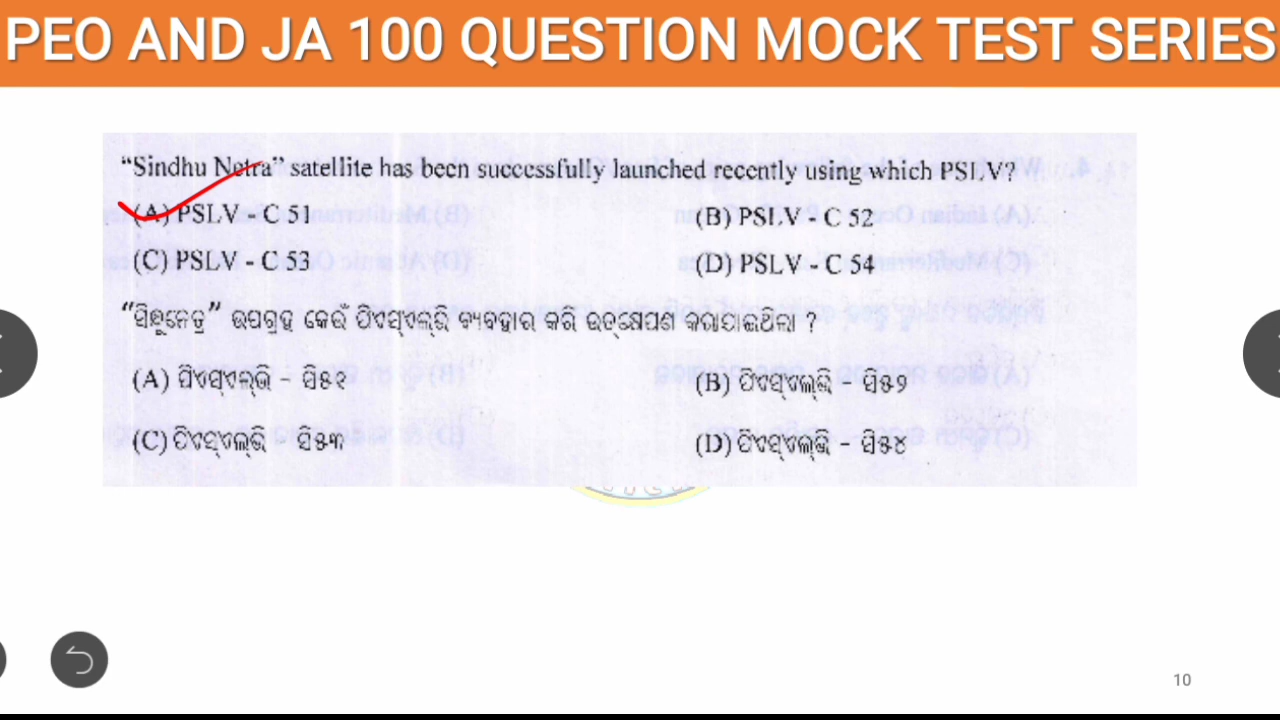 PEO AND JA 100 QUESTION MOCK TEST SERIES
“Sindhu Netra” satellite has been successfully launched recently using which PSLV?
(A) PSLV - C 51 (B) PSLV - C 52
(C) PSLV - C 53 (D) PSLV - C 54
“ସିନ୍ଧୁନେତ୍ର” ଉପଗ୍ରହ କେଉଁ ପିଏସ୍ଏଲ୍‌ଭି ବ୍ୟବହାର କରି ଉତ୍‌କ୍ଷେପଣ କରାଯାଇଥିଲା ?
(A) ପିଏସ୍ଏଲ୍‌ଭି – ସି୫୧ (B) ପିଏସ୍ଏଲ୍‌ଭି – ସି୫୨
(C) ପିଏସ୍ଏଲ୍‌ଭି – ସି୫୩ (D) ପିଏସ୍ଏଲ୍‌ଭି – ସି୫୪
10